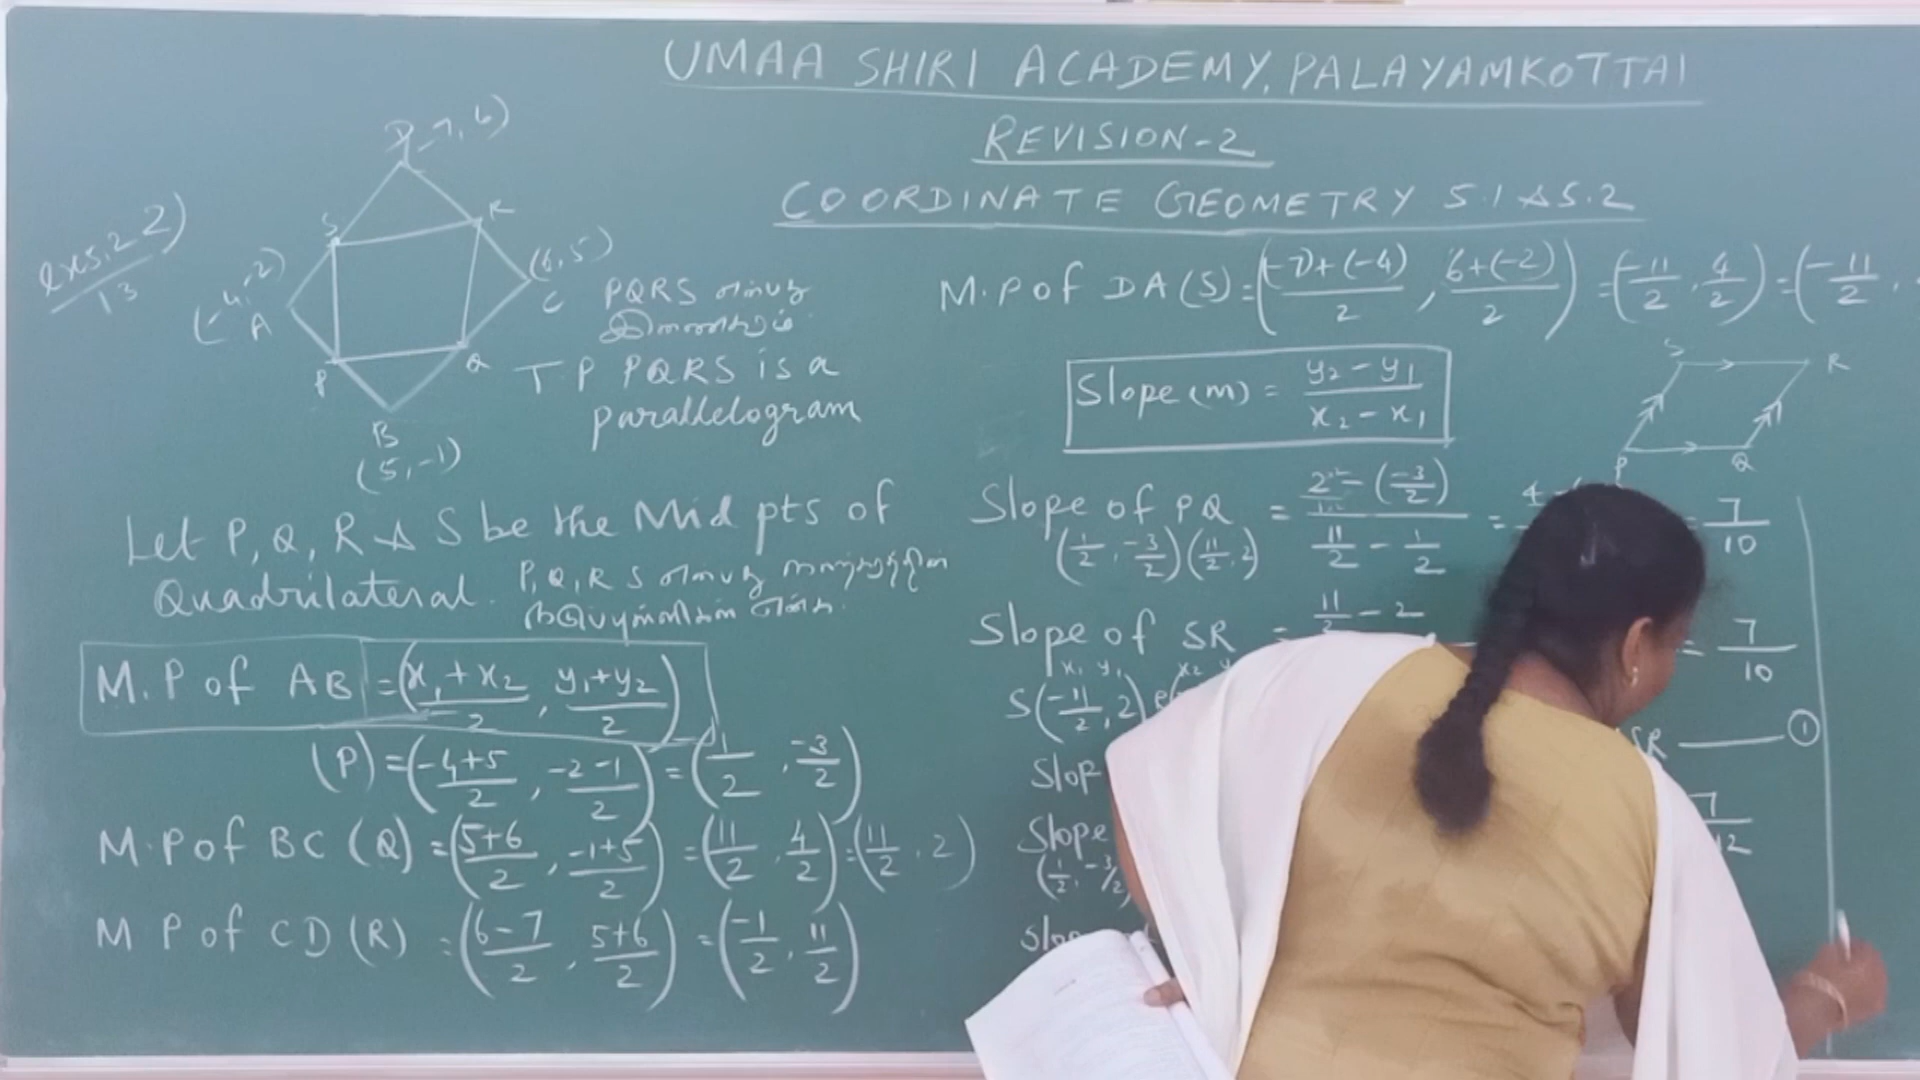 UMAA SHIRI ACADEMY, PALAYAMKOTTAI
REVISION-2
COORDINATE GEOMETRY 5.1 & 5.2
ex 5.2 2)
13
D(-7, 6)
S R
(-4, -2)
A
(6, 5)
C
P Q
B
(5, -1)
PQRS என்பது
இணைகரம்
T P PQRS is a
parallelogram
Let P, Q, R & S be the Mid pts of
Quadrilateral. P, Q, R S என்பது
M.P of AB = (x₁+x₂/2, y₁+y₂/2)
(P) = (-4+5/2, -2-1/2) = (1/2, -3/2)
M.P of BC (Q) = (5+6/2, -1+5/2) = (11/2, 4/2) = (11/2, 2)
M P of CD (R) = (6-7/2, 5+6/2) = (-1/2, 11/2)
M.P of DA (S) = (-7+(-4)/2, 6+(-2)/2) = (-11/2, 4/2) = (-11/2,
Slope (m) = y₂-y₁/x₂-x₁
S R
P Q
Slope of PQ = 2-(-3/2) / 11/2 - 1/2 = = 7/10
(1/2, -3/2) (11/2, 2)
Slope of SR = 11/2 - 2 = 7/10
x₁ y₁ x₂
S(-11/2, 2)
SR ——— ①
Slop
Slope 7/12
(1/2, -3/2)
slop